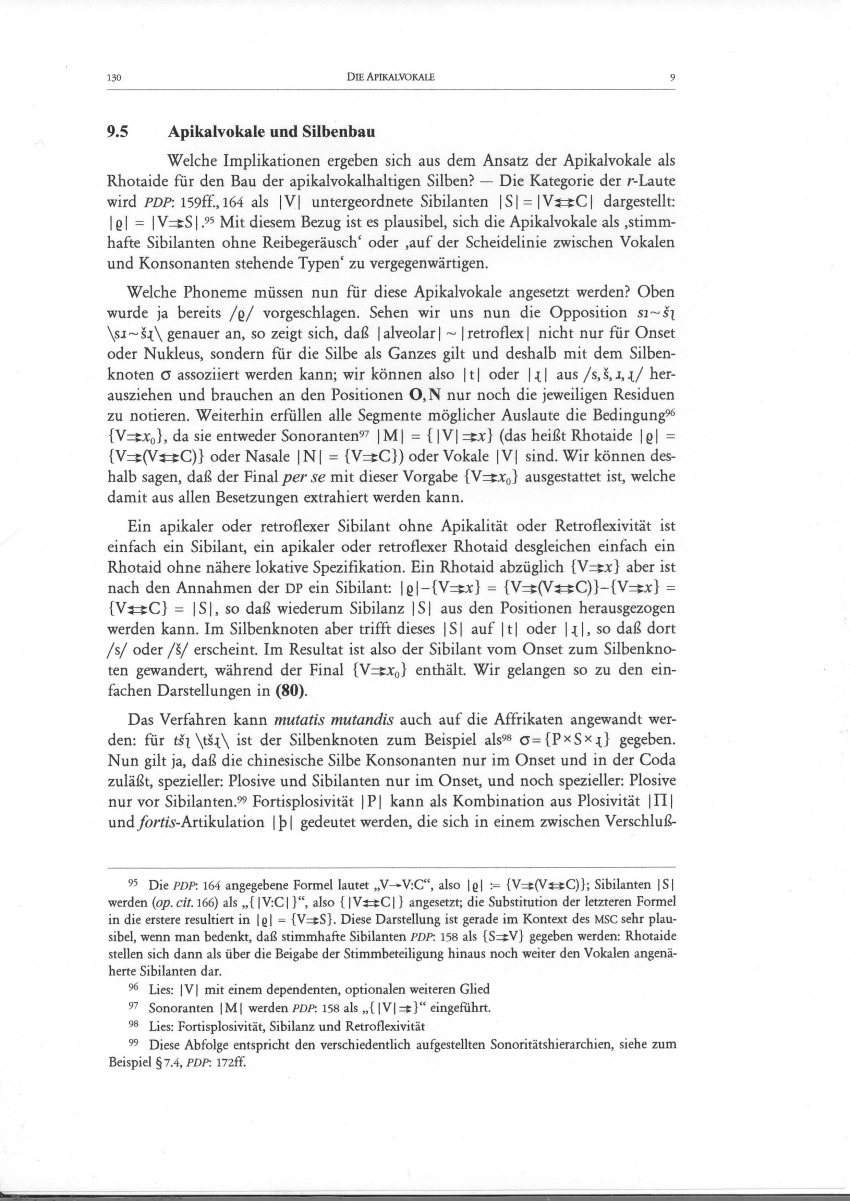 130 DIE APIKALVOKALE 9
9.5 Apikalvokale und Silbenbau
Welche Implikationen ergeben sich aus dem Ansatz der Apikalvokale als
Rhotaide für den Bau der apikalvokalhaltigen Silben? — Die Kategorie der r-Laute
wird PDP: 159ff., 164 als |V| untergeordnete Sibilanten |S| = |V⇆C| dargestellt:
|ƍ| = |V⇉S|.⁹⁵ Mit diesem Bezug ist es plausibel, sich die Apikalvokale als ‚stimm-
hafte Sibilanten ohne Reibegeräusch‘ oder ‚auf der Scheidelinie zwischen Vokalen
und Konsonanten stehende Typen‘ zu vergegenwärtigen.
Welche Phoneme müssen nun für diese Apikalvokale angesetzt werden? Oben
wurde ja bereits /ƍ/ vorgeschlagen. Sehen wir uns nun die Opposition sɿ~šʅ
\sɹ~šɻ\ genauer an, so zeigt sich, daß |alveolar| ~ |retroflex| nicht nur für Onset
oder Nukleus, sondern für die Silbe als Ganzes gilt und deshalb mit dem Silben-
knoten σ assoziiert werden kann; wir können also |t| oder |ɻ| aus /s, š, ɹ, ɻ/ her-
ausziehen und brauchen an den Positionen O, N nur noch die jeweiligen Residuen
zu notieren. Weiterhin erfüllen alle Segmente möglicher Auslaute die Bedingung⁹⁶
{V⇉x₀}, da sie entweder Sonoranten⁹⁷ |M| = {|V|⇉x} (das heißt Rhotaide |ƍ| =
{V⇉(V⇆C)} oder Nasale |N| = {V⇉C}) oder Vokale |V| sind. Wir können des-
halb sagen, daß der Final per se mit dieser Vorgabe {V⇉x₀} ausgestattet ist, welche
damit aus allen Besetzungen extrahiert werden kann.
Ein apikaler oder retroflexer Sibilant ohne Apikalität oder Retroflexivität ist
einfach ein Sibilant, ein apikaler oder retroflexer Rhotaid desgleichen einfach ein
Rhotaid ohne nähere lokative Spezifikation. Ein Rhotaid abzüglich {V⇉x} aber ist
nach den Annahmen der DP ein Sibilant: |ƍ|−{V⇉x} = {V⇉(V⇆C)}−{V⇉x} =
{V⇆C} = |S|, so daß wiederum Sibilanz |S| aus den Positionen herausgezogen
werden kann. Im Silbenknoten aber trifft dieses |S| auf |t| oder |ɻ|, so daß dort
/s/ oder /š/ erscheint. Im Resultat ist also der Sibilant vom Onset zum Silbenkno-
ten gewandert, während der Final {V⇉x₀} enthält. Wir gelangen so zu den ein-
fachen Darstellungen in (80).
Das Verfahren kann mutatis mutandis auch auf die Affrikaten angewandt wer-
den: für tšʅ \tšɻ\ ist der Silbenknoten zum Beispiel als⁹⁸ σ={P×S×ɻ} gegeben.
Nun gilt ja, daß die chinesische Silbe Konsonanten nur im Onset und in der Coda
zuläßt, spezieller: Plosive und Sibilanten nur im Onset, und noch spezieller: Plosive
nur vor Sibilanten.⁹⁹ Fortisplosivität |P| kann als Kombination aus Plosivität |Π|
und fortis-Artikulation |þ| gedeutet werden, die sich in einem zwischen Verschluß-
95 Die PDP: 164 angegebene Formel lautet „V→V:C“, also |ƍ| := {V⇉(V⇆C)}; Sibilanten |S|
werden (op. cit. 166) als „{|V:C|}“, also {|V⇆C|} angesetzt; die Substitution der letzteren Formel
in die erstere resultiert in |ƍ| = {V⇉S}. Diese Darstellung ist gerade im Kontext des MSC sehr plau-
sibel, wenn man bedenkt, daß stimmhafte Sibilanten PDP: 158 als {S⇉V} gegeben werden: Rhotaide
stellen sich dann als über die Beigabe der Stimmbeteiligung hinaus noch weiter den Vokalen angenä-
herte Sibilanten dar.
96 Lies: |V| mit einem dependenten, optionalen weiteren Glied
97 Sonoranten |M| werden PDP: 158 als „{|V|⇉}“ eingeführt.
98 Lies: Fortisplosivität, Sibilanz und Retroflexivität
99 Diese Abfolge entspricht den verschiedentlich aufgestellten Sonoritätshierarchien, siehe zum
Beispiel § 7.4, PDP: 172ff.